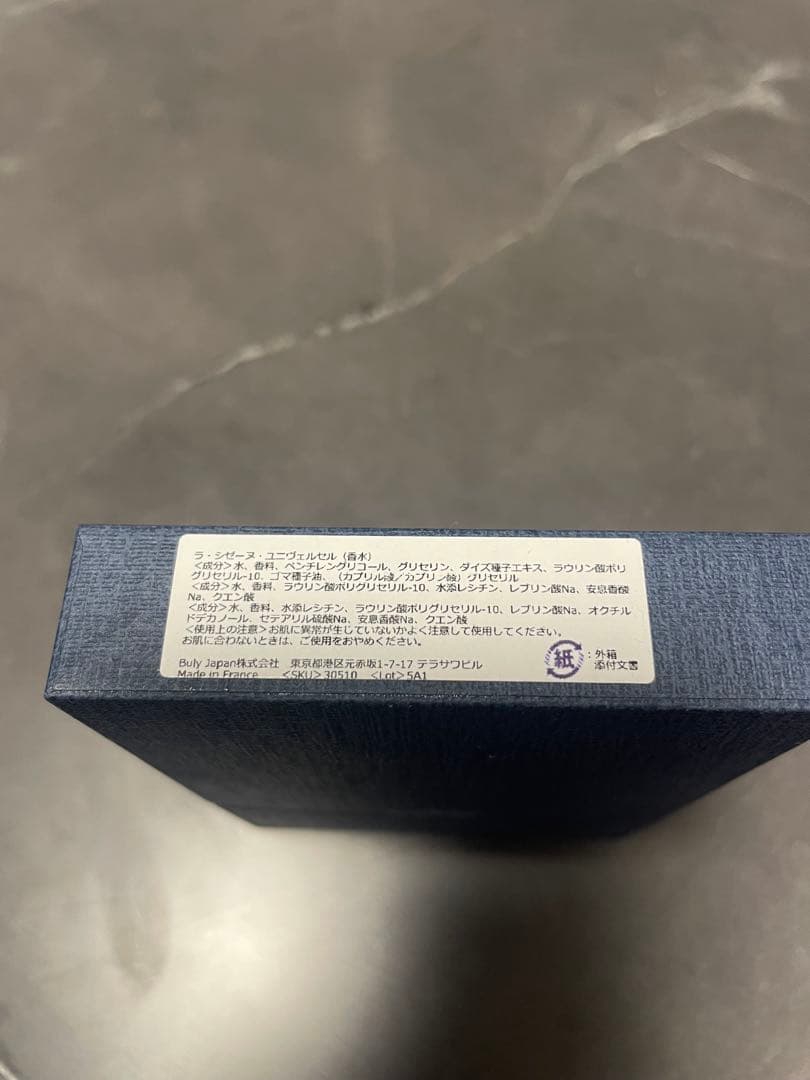 ラ・シゼーヌ・ユニヴェルセル（香水）
＜成分＞水、香料、ペンチレングリコール、グリセリン、ダイズ種子エキス、ラウリン酸ポリ
グリセリル-10、ゴマ種子油、（カプリル酸／カプリン酸）グリセリル
＜成分＞水、香料、ラウリン酸ポリグリセリル-10、水添レシチン、レブリン酸Na、安息香酸
Na、クエン酸
＜成分＞水、香料、水添レシチン、ラウリン酸ポリグリセリル-10、レブリン酸Na、オクチル
ドデカノール、セテアリル硫酸Na、安息香酸Na、クエン酸
＜使用上の注意＞お肌に異常が生じていないかよく注意して使用してください。
お肌に合わないときは、ご使用をおやめください。
Buly Japan株式会社　東京都港区元赤坂1-7-17 テラサワビル
Made in France　＜SKU＞30510　＜Lot＞5A1
紙：外箱
添付文書